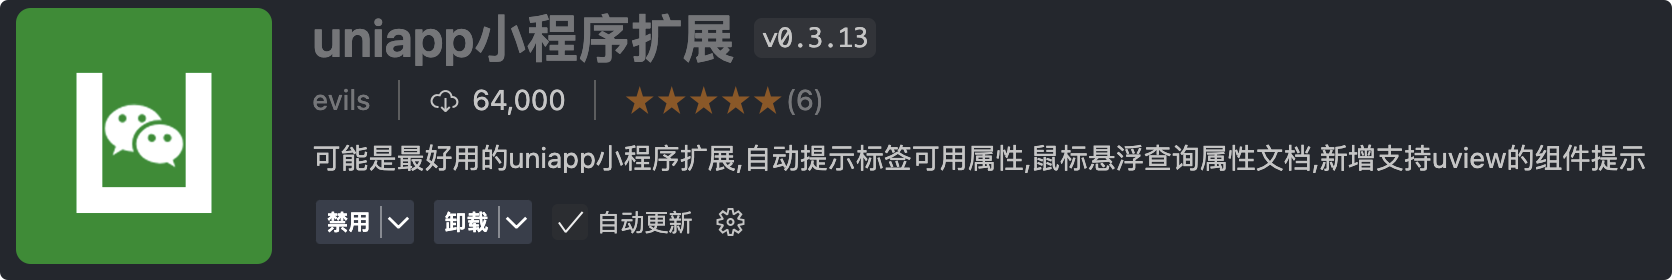 uniapp小程序扩展 v0.3.13
evils 64,000 ★★★★★(6)
可能是最好用的uniapp小程序扩展,自动提示标签可用属性,鼠标悬浮查询属性文档,新增支持uview的组件提示
禁用 卸载 自动更新